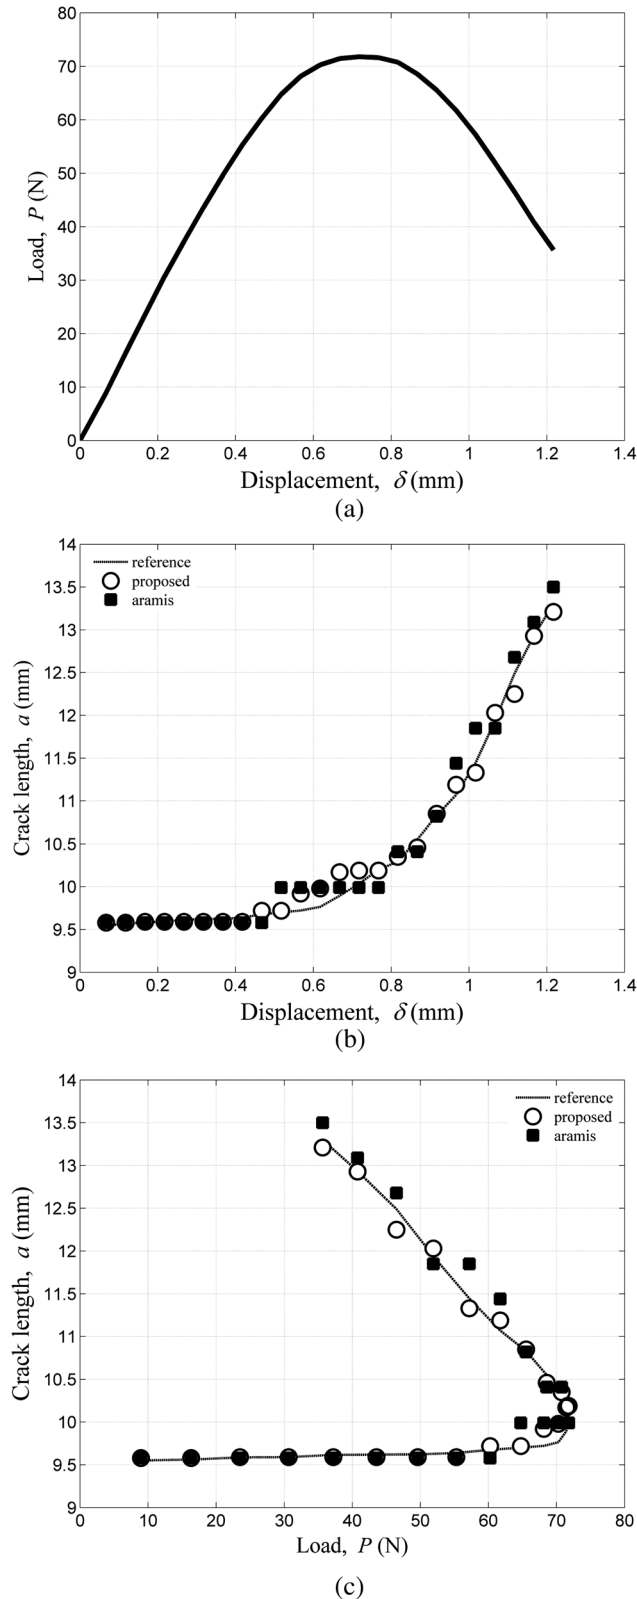 80
70
60
50
40
30
20
10
0
Load, P (N)
0 0.2 0.4 0.6 0.8 1 1.2 1.4
Displacement, δ (mm)
(a)
14
13.5
13
12.5
12
11.5
11
10.5
10
9.5
9
Crack length, a (mm)
reference
proposed
aramis
0 0.2 0.4 0.6 0.8 1 1.2 1.4
Displacement, δ (mm)
(b)
14
13.5
13
12.5
12
11.5
11
10.5
10
9.5
9
Crack length, a (mm)
reference
proposed
aramis
0 10 20 30 40 50 60 70 80
Load, P (N)
(c)